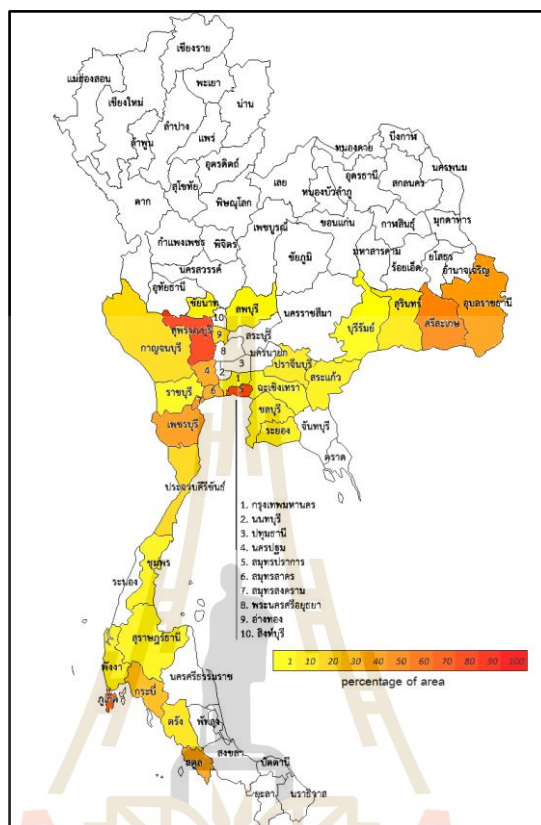 เชียงราย
แม่ฮ่องสอน
พะเยา
เชียงใหม่
น่าน
ลำปาง
แพร่
ลำพูน
อุตรดิตถ์
สุโขทัย
ตาก
พิษณุโลก
เลย
หนองคาย
บึงกาฬ
อุดรธานี
นครพนม
สกลนคร
หนองบัวลำภู
ขอนแก่น
กาฬสินธุ์
มุกดาหาร
กำแพงเพชร
พิจิตร
เพชรบูรณ์
ชัยภูมิ
มหาสารคาม
ร้อยเอ็ด
ยโสธร
อำนาจเจริญ
นครสวรรค์
อุทัยธานี
ชัยนาท
ลพบุรี
นครราชสีมา
บุรีรัมย์
สุรินทร์
ศรีสะเกษ
อุบลราชธานี
10
สุพรรณบุรี
9
สระบุรี
กาญจนบุรี
8
นครนายก
3
ปราจีนบุรี
4
2
สระแก้ว
1
ฉะเชิงเทรา
ราชบุรี
6
5
ชลบุรี
เพชรบุรี
ระยอง
จันทบุรี
ตราด
ประจวบคีรีขันธ์
1. กรุงเทพมหานคร
2. นนทบุรี
3. ปทุมธานี
4. นครปฐม
5. สมุทรปราการ
6. สมุทรสาคร
7. สมุทรสงคราม
8. พระนครศรีอยุธยา
9. อ่างทอง
10. สิงห์บุรี
ชุมพร
ระนอง
สุราษฎร์ธานี
พังงา
นครศรีธรรมราช
ภูเก็ต
กระบี่
ตรัง
พัทลุง
สงขลา
สตูล
ปัตตานี
ยะลา
นราธิวาส
1 10 20 30 40 50 60 70 80 90 100
percentage of area